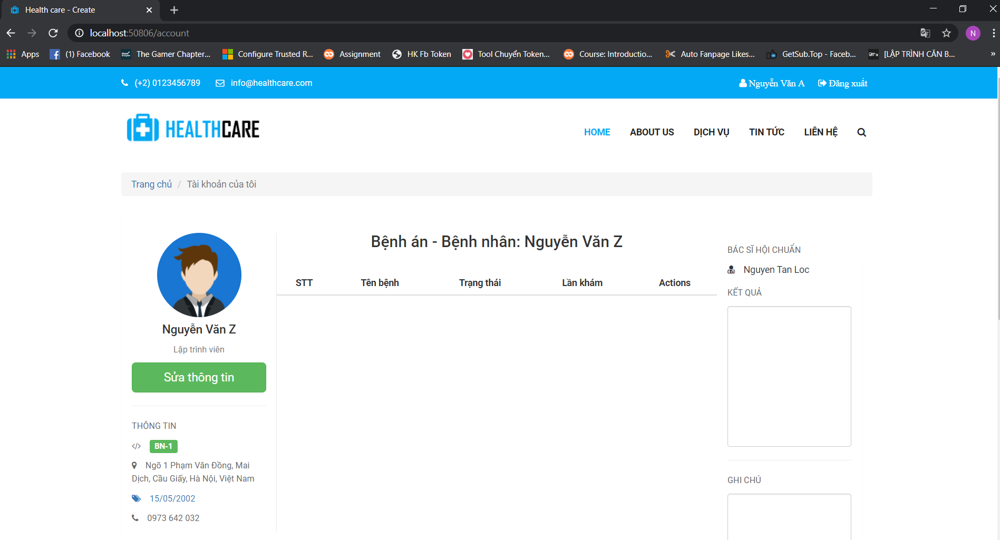 Health care - Create
localhost:50806/account
N
Apps
(1) Facebook
The Gamer Chapter...
Configure Trusted R...
Assignment
HK Fb Token
Tool Chuyển Token...
Course: Introductio...
Auto Fanpage Likes...
GetSub.Top - Faceb...
[LẬP TRÌNH CĂN B...
»
(+2) 0123456789
info@healthcare.com
Nguyễn Văn A
Đăng xuất
HEALTHCARE
HOME
ABOUT US
DỊCH VỤ
TIN TỨC
LIÊN HỆ
Trang chủ / Tài khoản của tôi
Nguyễn Văn Z
Lập trình viên
Sửa thông tin
THÔNG TIN
</> BN-1
Ngõ 1 Phạm Văn Đồng, Mai
Dịch, Cầu Giấy, Hà Nội, Việt Nam
15/05/2002
0973 642 032
Bệnh án - Bệnh nhân: Nguyễn Văn Z
STT Tên bệnh Trạng thái Lần khám Actions
BÁC SĨ HỘI CHUẨN
Nguyen Tan Loc
KẾT QUẢ
GHI CHÚ